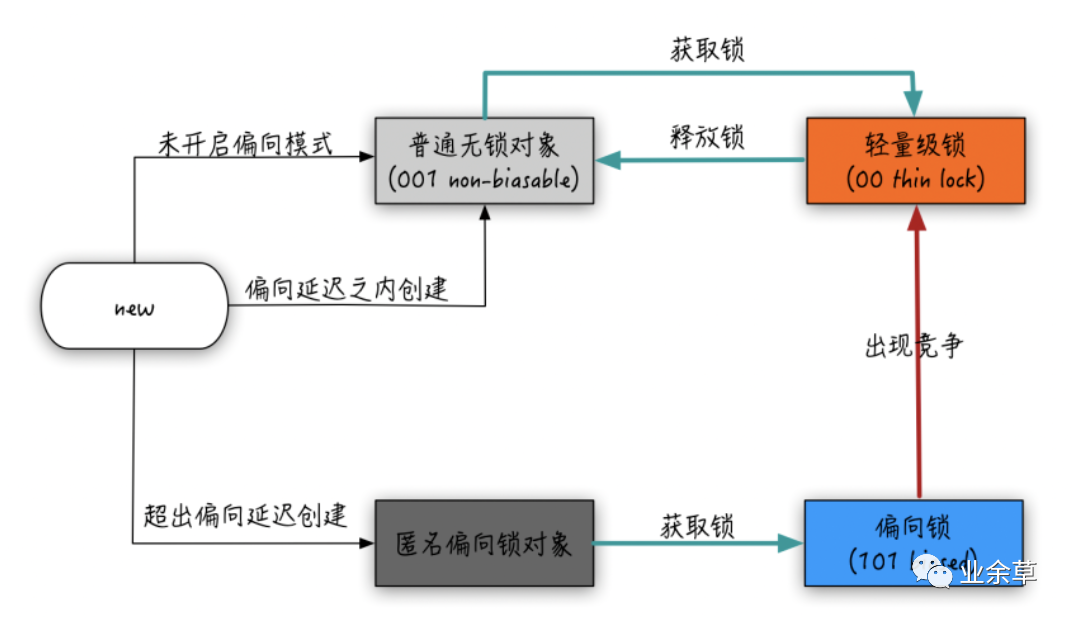 获取锁
未开启偏向模式
普通无锁对象
(001 non-biasable)
释放锁
轻量级锁
(00 thin lock)
new
偏向延迟之内创建
出现竞争
超出偏向延迟创建
匿名偏向锁对象
获取锁
偏向锁
(101 biased)
业余草